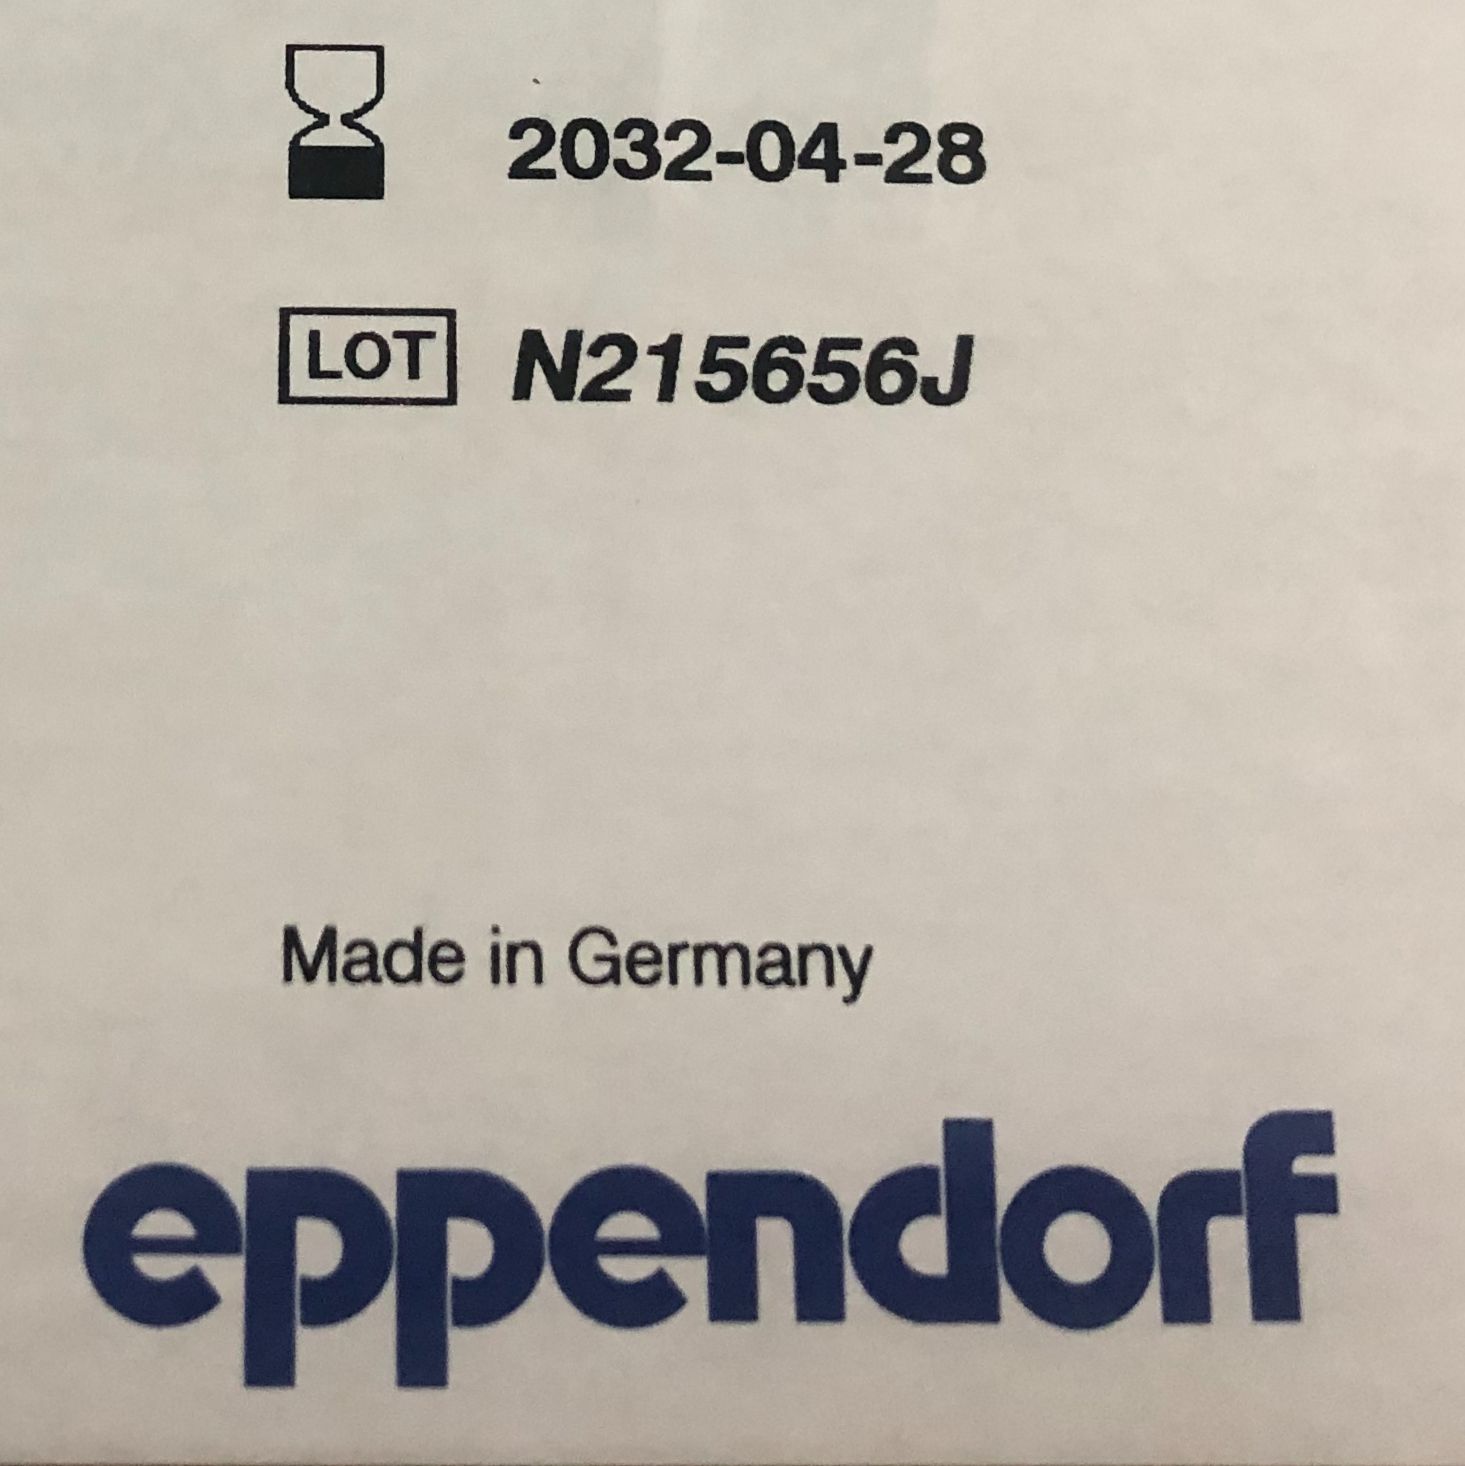 2032-04-28
LOT N215656J
Made in Germany
eppendorf